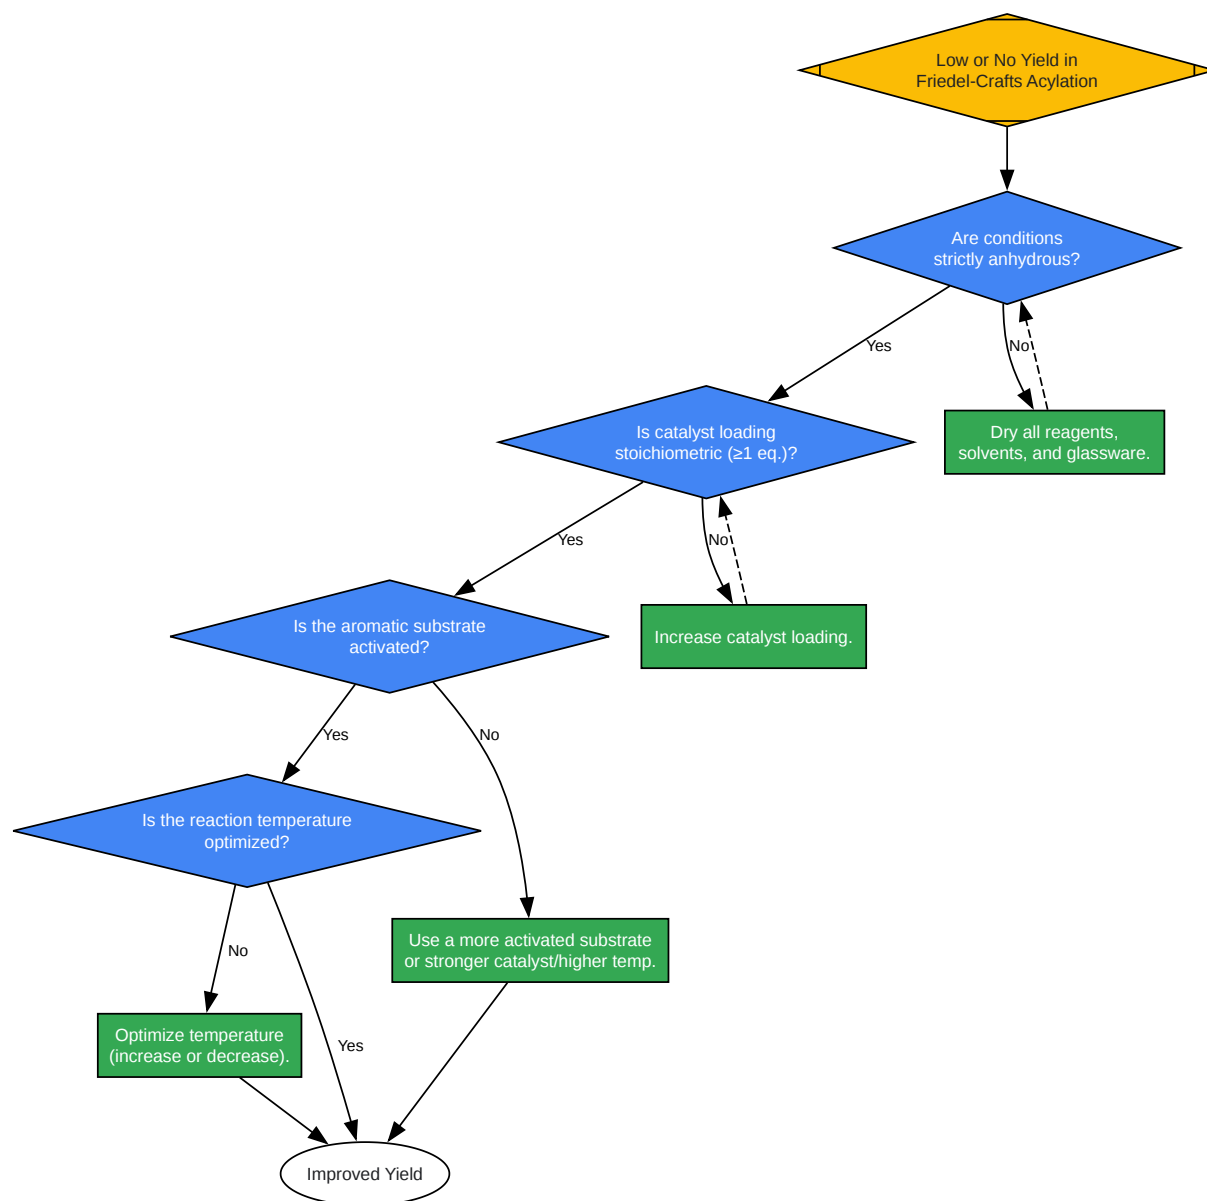 Low or No Yield in
Friedel-Crafts Acylation
Are conditions
strictly anhydrous?
Yes
No
Is catalyst loading
stoichiometric (≥1 eq.)?
Dry all reagents,
solvents, and glassware.
Yes
No
Is the aromatic substrate
activated?
Increase catalyst loading.
Yes
No
Is the reaction temperature
optimized?
No
Use a more activated substrate
or stronger catalyst/higher temp.
Optimize temperature
(increase or decrease).
Yes
Improved Yield